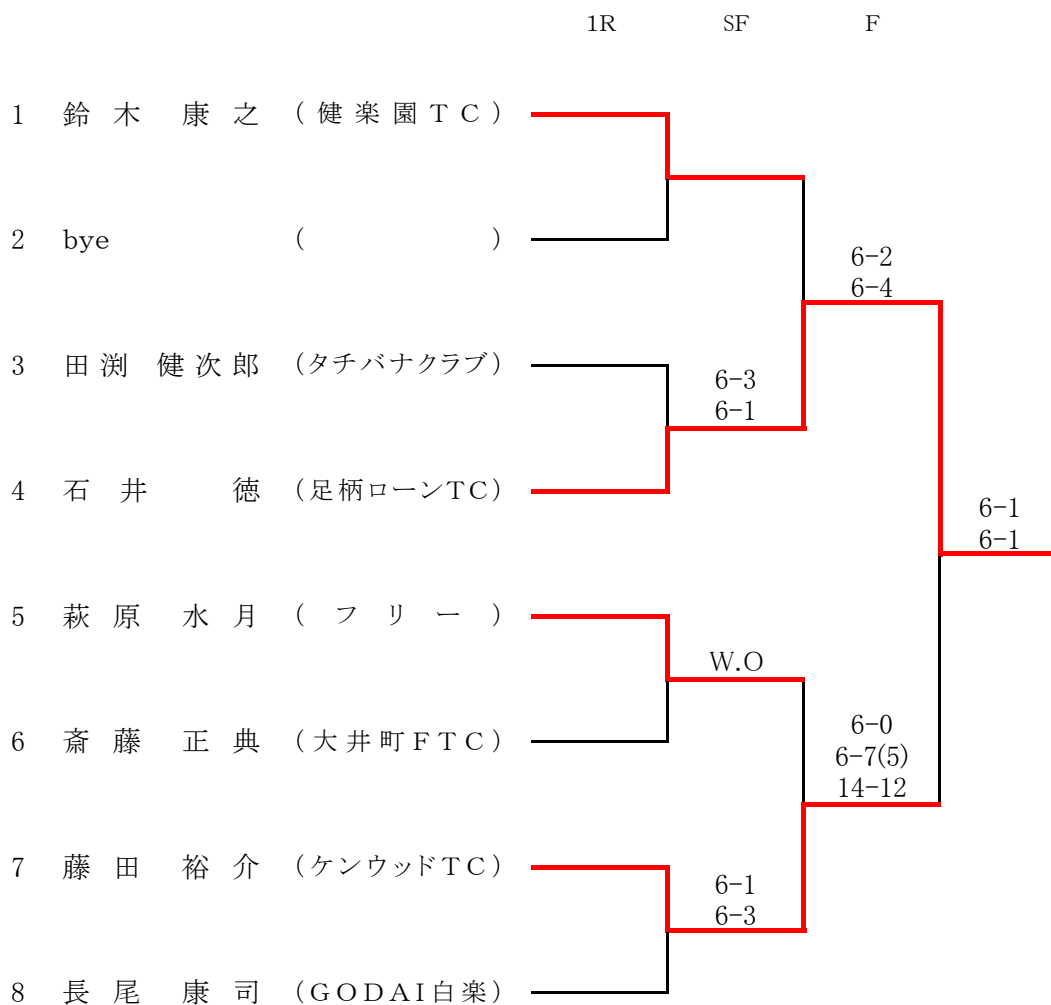 1R SF F
1 鈴木 康之 (健楽園TC)
2 bye ( )
6-2
6-4
3 田渕 健次郎 (タチバナクラブ)
6-3
6-1
4 石井 徳 (足柄ローンTC)
6-1
6-1
5 萩原 水月 (フリー)
W.O
6 斎藤 正典 (大井町FTC)
6-0
6-7(5)
14-12
7 藤田 裕介 (ケンウッドTC)
6-1
6-3
8 長尾 康司 (GODAI白楽)